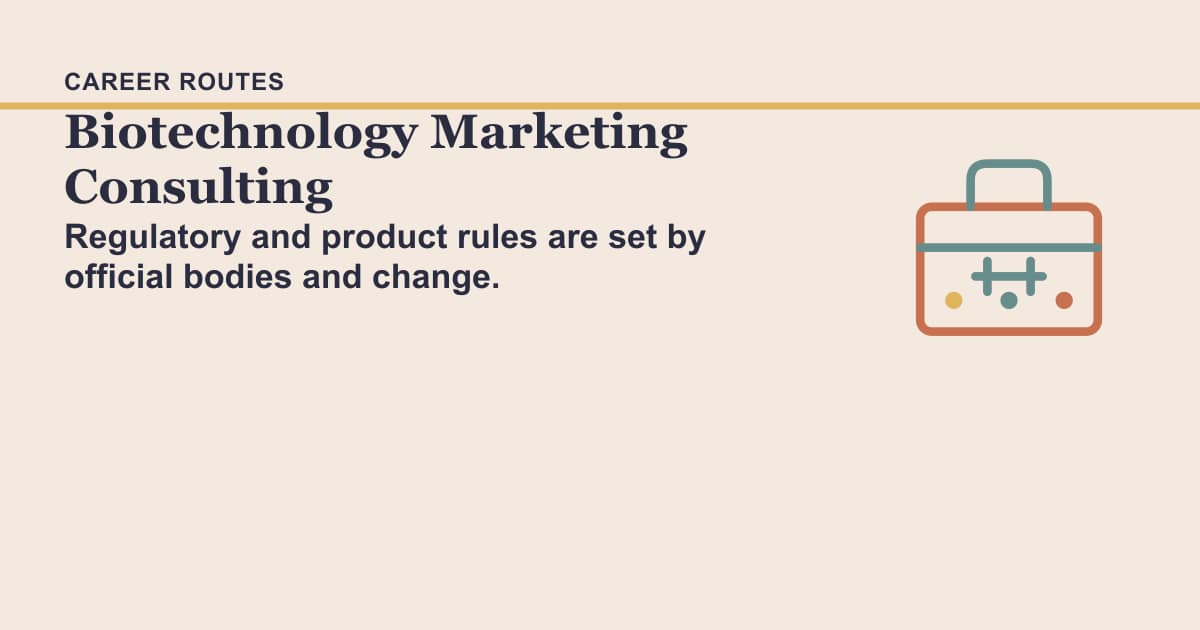 CAREER ROUTES
Biotechnology Marketing
Consulting
Regulatory and product rules are set by
official bodies and change.